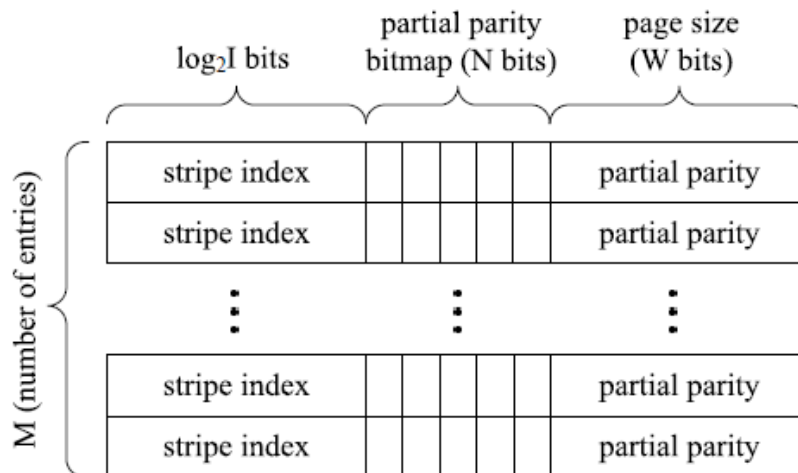 log₂I bits
partial parity
bitmap (N bits)
page size
(W bits)
M (number of entries)
stripe index
partial parity
stripe index
partial parity
stripe index
partial parity
stripe index
partial parity